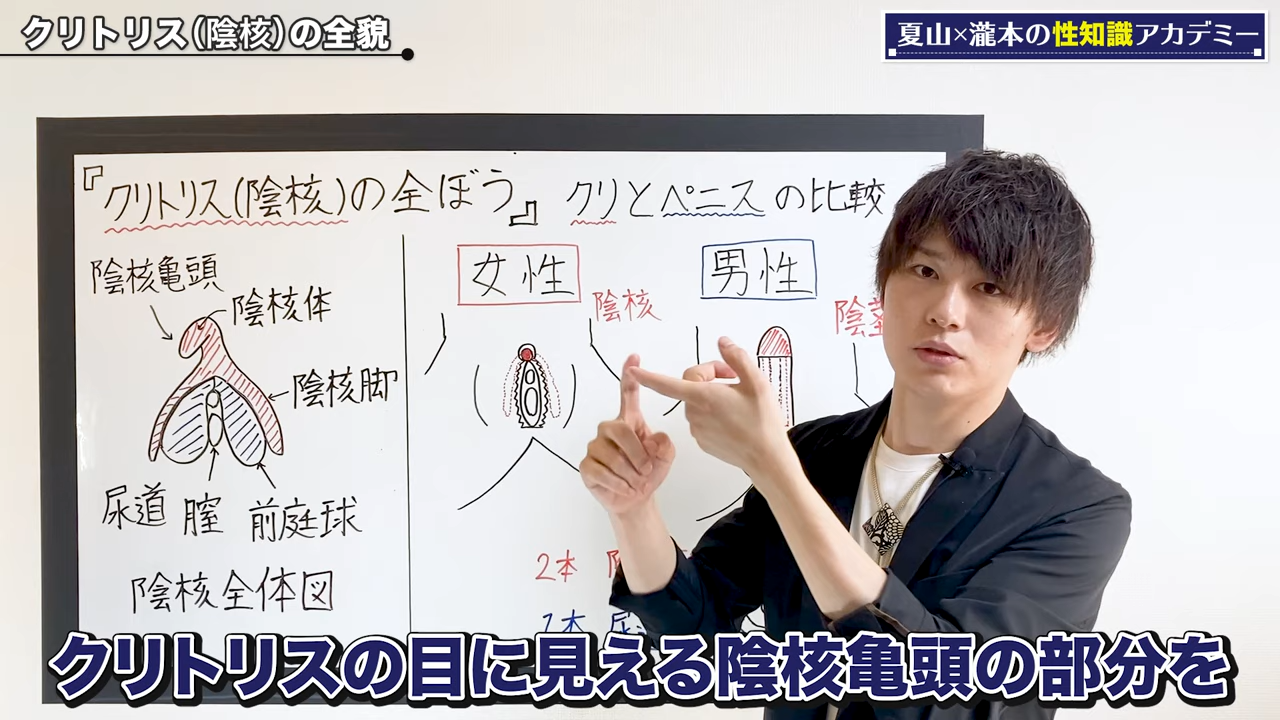 クリトリス(陰核)の全貌
夏山×瀧本の性知識アカデミー
『クリトリス(陰核)の全ぼう』
クリとペニスの比較
陰核亀頭
陰核体
陰核脚
尿道
膣
前庭球
陰核全体図
女性
陰核
男性
陰茎
2本
1本
クリトリスの目に見える陰核亀頭の部分を